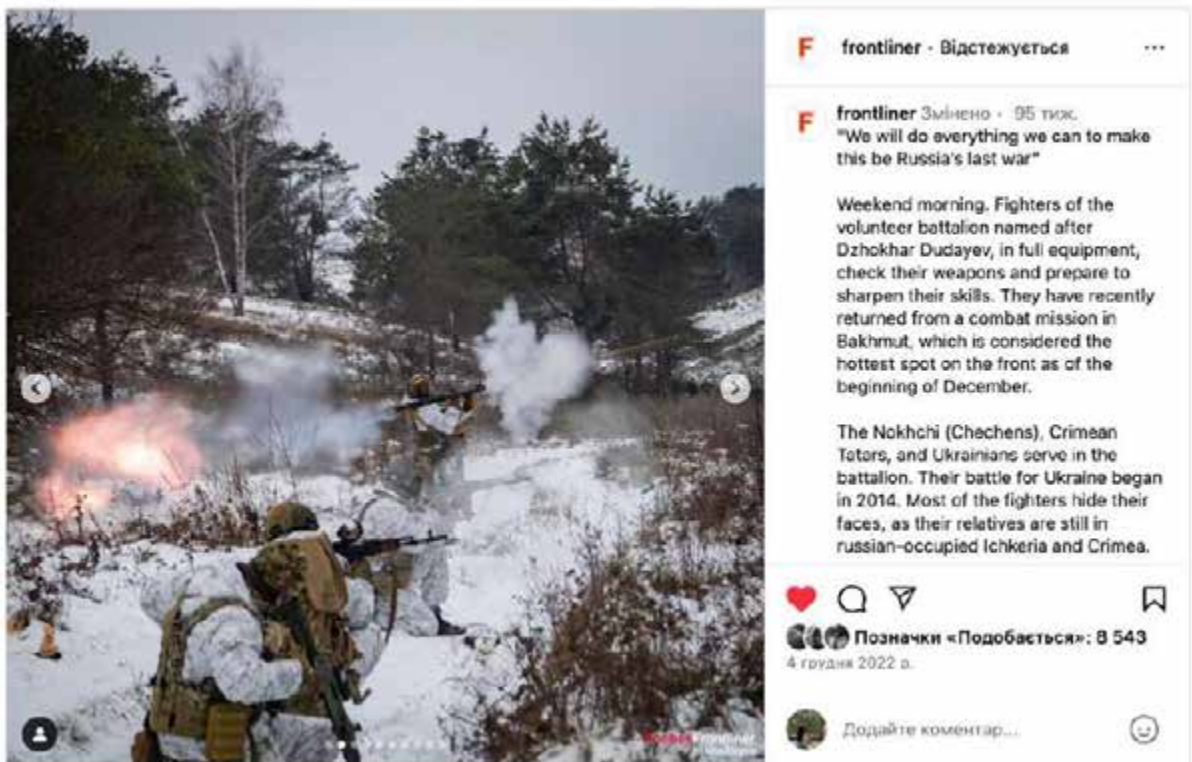 frontliner • Відстежується
frontliner Змінено • 95 тиж.
"We will do everything we can to make
this be Russia's last war"
Weekend morning. Fighters of the
volunteer battalion named after
Dzhokhar Dudayev, in full equipment,
check their weapons and prepare to
sharpen their skills. They have recently
returned from a combat mission in
Bakhmut, which is considered the
hottest spot on the front as of the
beginning of December.
The Nokhchi (Chechens), Crimean
Tatars, and Ukrainians serve in the
battalion. Their battle for Ukraine began
in 2014. Most of the fighters hide their
faces, as their relatives are still in
russian-occupied Ichkeria and Crimea.
Позначки «Подобається»: 8 543
4 грудня 2022 р.
Додайте коментар...